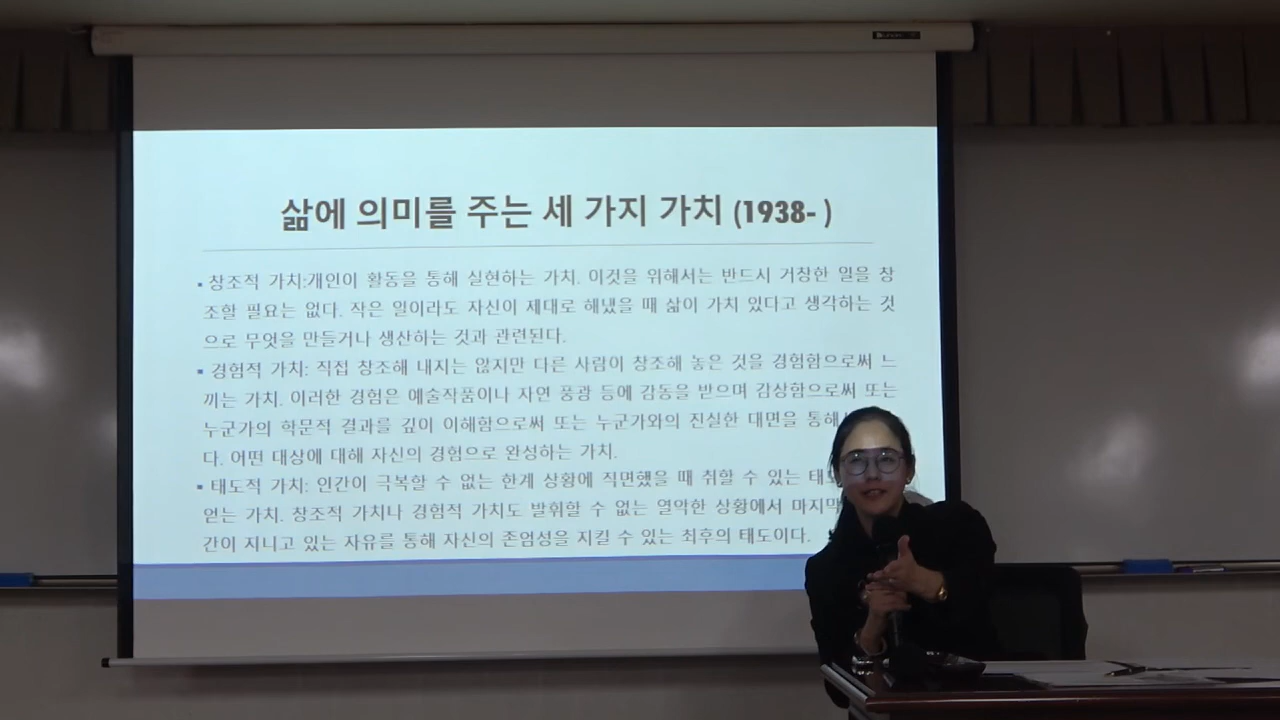 삶에 의미를 주는 세 가지 가치 (1938- )
▪ 창조적 가치:개인이 활동을 통해 실현하는 가치. 이것을 위해서는 반드시 거창한 일을 창
조할 필요는 없다. 작은 일이라도 자신이 제대로 해냈을 때 삶이 가치 있다고 생각하는 것
으로 무엇을 만들거나 생산하는 것과 관련된다.
▪ 경험적 가치: 직접 창조해 내지는 않지만 다른 사람이 창조해 놓은 것을 경험함으로써 느
끼는 가치. 이러한 경험은 예술작품이나 자연 풍광 등에 감동을 받으며 감상함으로써 또는
누군가의 학문적 결과를 깊이 이해함으로써 또는 누군가와의 진실한 대면을 통해
다. 어떤 대상에 대해 자신의 경험으로 완성하는 가치.
▪ 태도적 가치: 인간이 극복할 수 없는 한계 상황에 직면했을 때 취할 수 있는
얻는 가치. 창조적 가치나 경험적 가치도 발휘할 수 없는 열악한 상황에서 마지막
간이 지니고 있는 자유를 통해 자신의 존엄성을 지킬 수 있는 최후의 태도이다.